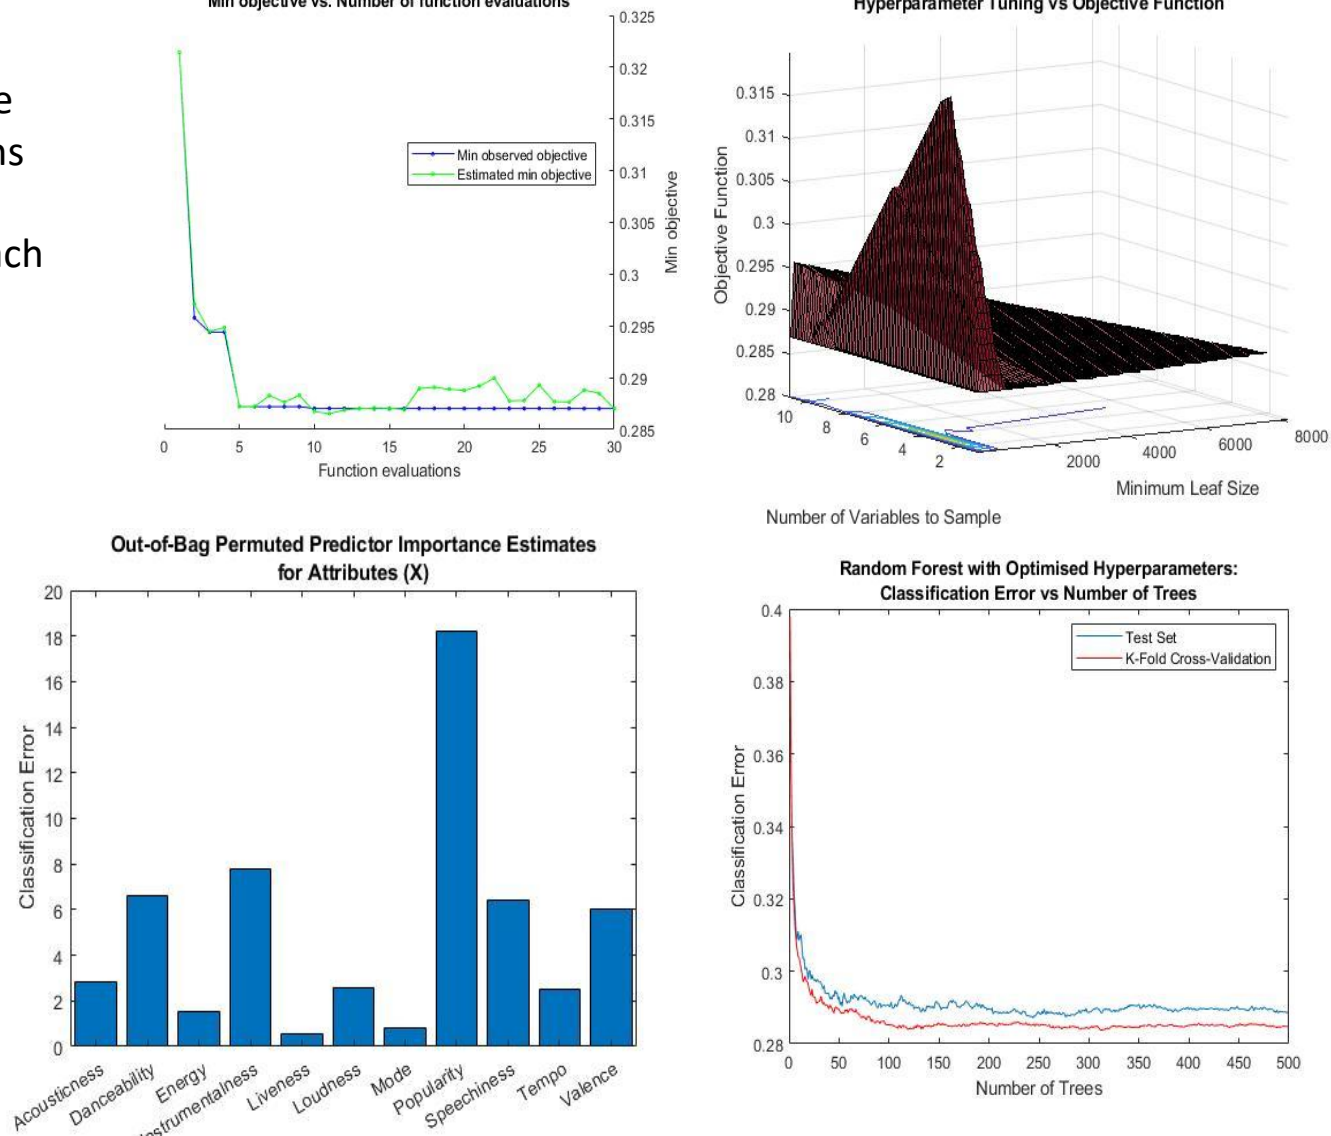 e
ns
ach
Min objective vs. Number of function evaluations
0.325
0.32
0.315
0.31
0.305
0.3
0.295
0.29
0.285
Min objective
Min observed objective
Estimated min objective
0 5 10 15 20 25 30
Function evaluations
Hyperparameter Tuning vs Objective Function
0.315
0.31
0.305
0.3
0.295
0.29
0.285
0.28
Objective Function
10 8 6 4 2
2000 4000 6000 8000
Minimum Leaf Size
Number of Variables to Sample
Out-of-Bag Permuted Predictor Importance Estimates
for Attributes (X)
20
18
16
14
12
10
8
6
4
2
0
Classification Error
Acousticness Danceability Energy Instrumentalness Liveness Loudness Mode Popularity Speechiness Tempo Valence
Random Forest with Optimised Hyperparameters:
Classification Error vs Number of Trees
0.4
0.38
0.36
0.34
0.32
0.3
0.28
Classification Error
Test Set
K-Fold Cross-Validation
0 50 100 150 200 250 300 350 400 450 500
Number of Trees